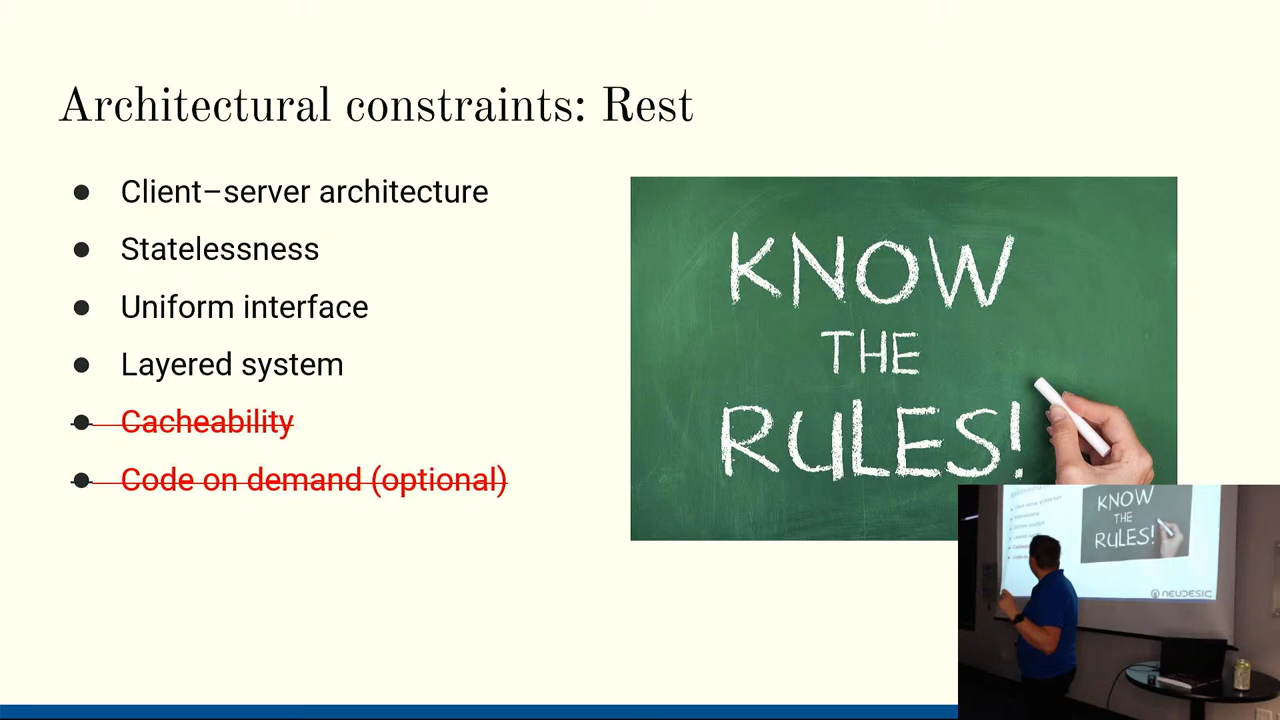 Architectural constraints: Rest
● Client–server architecture
● Statelessness
● Uniform interface
● Layered system
● Cacheability
● Code on demand (optional)
KNOW
THE
RULES!
KNOW
THE
RULES!
NEUDESIC